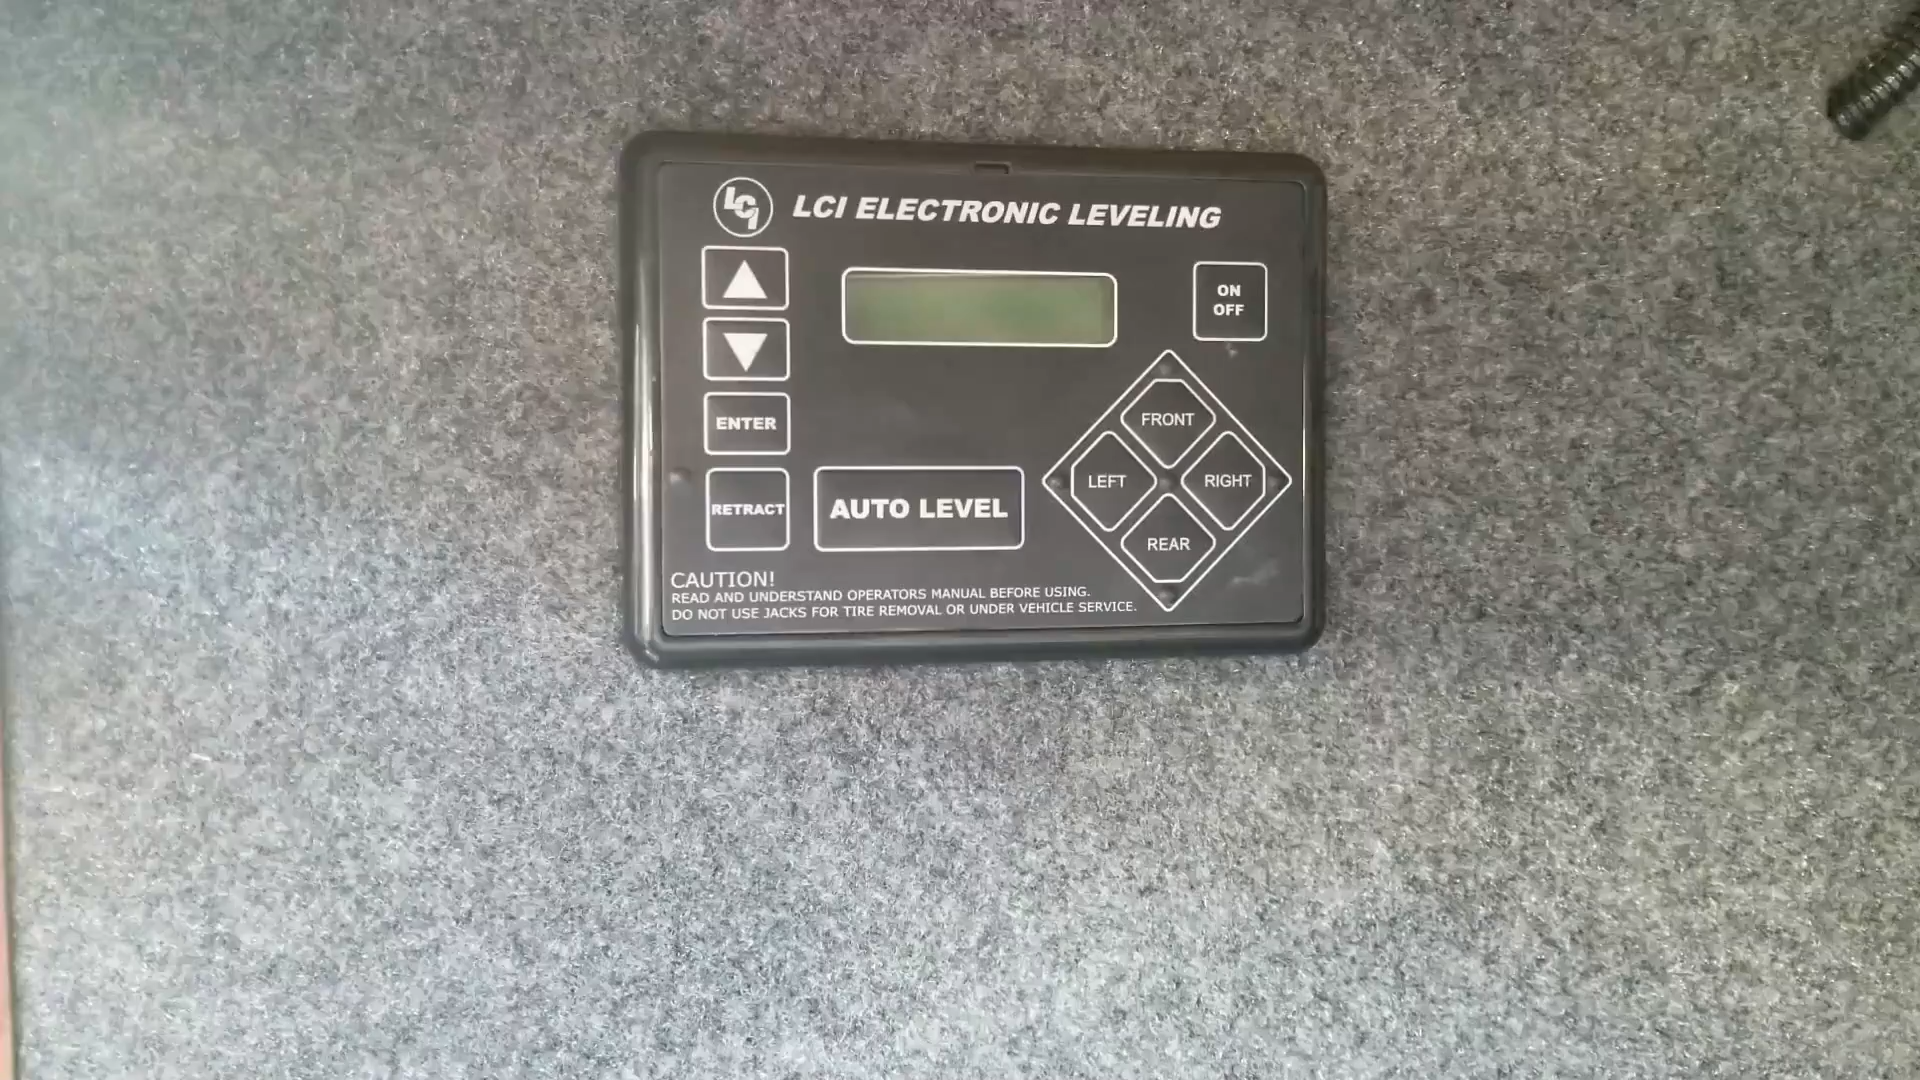 LCI
LCI ELECTRONIC LEVELING
ON
OFF
ENTER
RETRACT
AUTO LEVEL
FRONT
LEFT
RIGHT
REAR
CAUTION!
READ AND UNDERSTAND OPERATORS MANUAL BEFORE USING.
DO NOT USE JACKS FOR TIRE REMOVAL OR UNDER VEHICLE SERVICE.